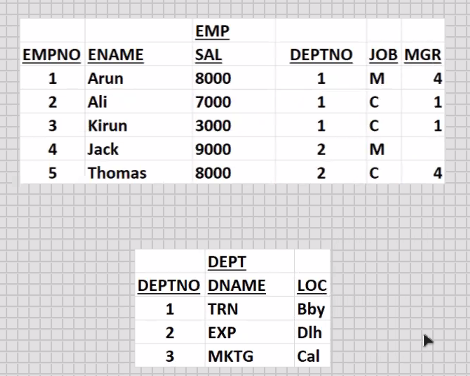 EMP
EMPNO ENAME SAL DEPTNO JOB MGR
1 Arun 8000 1 M 4
2 Ali 7000 1 C 1
3 Kirun 3000 1 C 1
4 Jack 9000 2 M
5 Thomas 8000 2 C 4
DEPT
DEPTNO DNAME LOC
1 TRN Bby
2 EXP Dlh
3 MKTG Cal